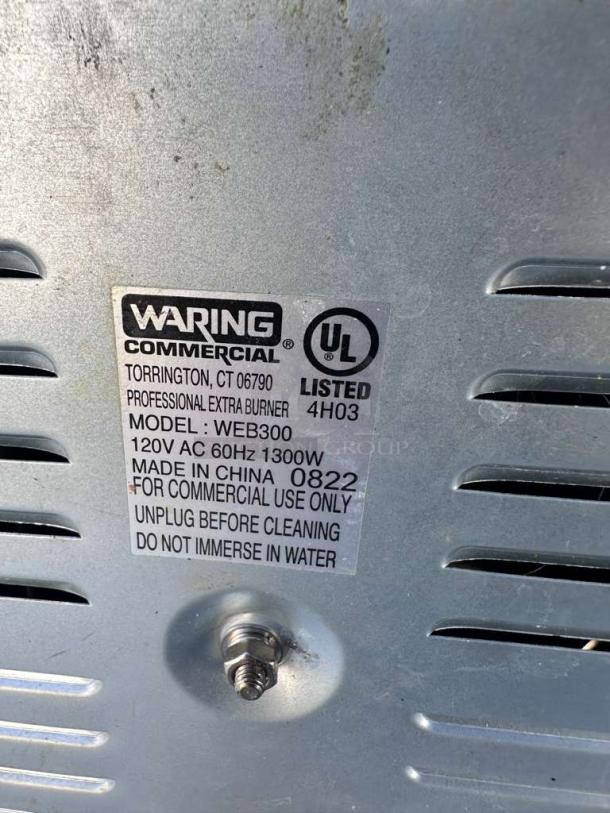 WARING
COMMERCIAL®
UL®
LISTED
4H03
TORRINGTON, CT 06790
PROFESSIONAL EXTRA BURNER
MODEL : WEB300
120V AC 60Hz 1300W
MADE IN CHINA 0822
FOR COMMERCIAL USE ONLY
UNPLUG BEFORE CLEANING
DO NOT IMMERSE IN WATER
GROUP